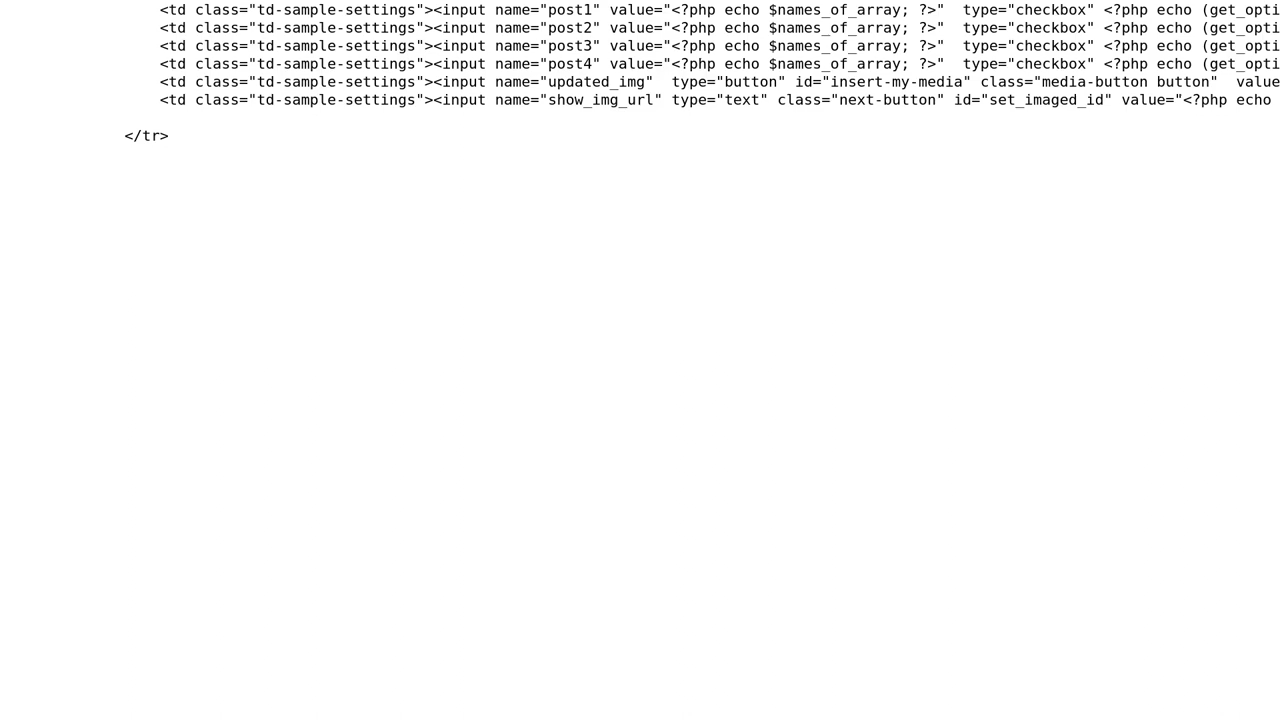 <td class="td-sample-settings"><input name="post1" value="<?php echo $names_of_array; ?>"  type="checkbox" <?php echo (get_opti
<td class="td-sample-settings"><input name="post2" value="<?php echo $names_of_array; ?>"  type="checkbox" <?php echo (get_opti
<td class="td-sample-settings"><input name="post3" value="<?php echo $names_of_array; ?>"  type="checkbox" <?php echo (get_opti
<td class="td-sample-settings"><input name="post4" value="<?php echo $names_of_array; ?>"  type="checkbox" <?php echo (get_opti
<td class="td-sample-settings"><input name="updated_img"  type="button" id="insert-my-media" class="media-button button"  value
<td class="td-sample-settings"><input name="show_img_url" type="text" class="next-button" id="set_imaged_id" value="<?php echo
</tr>